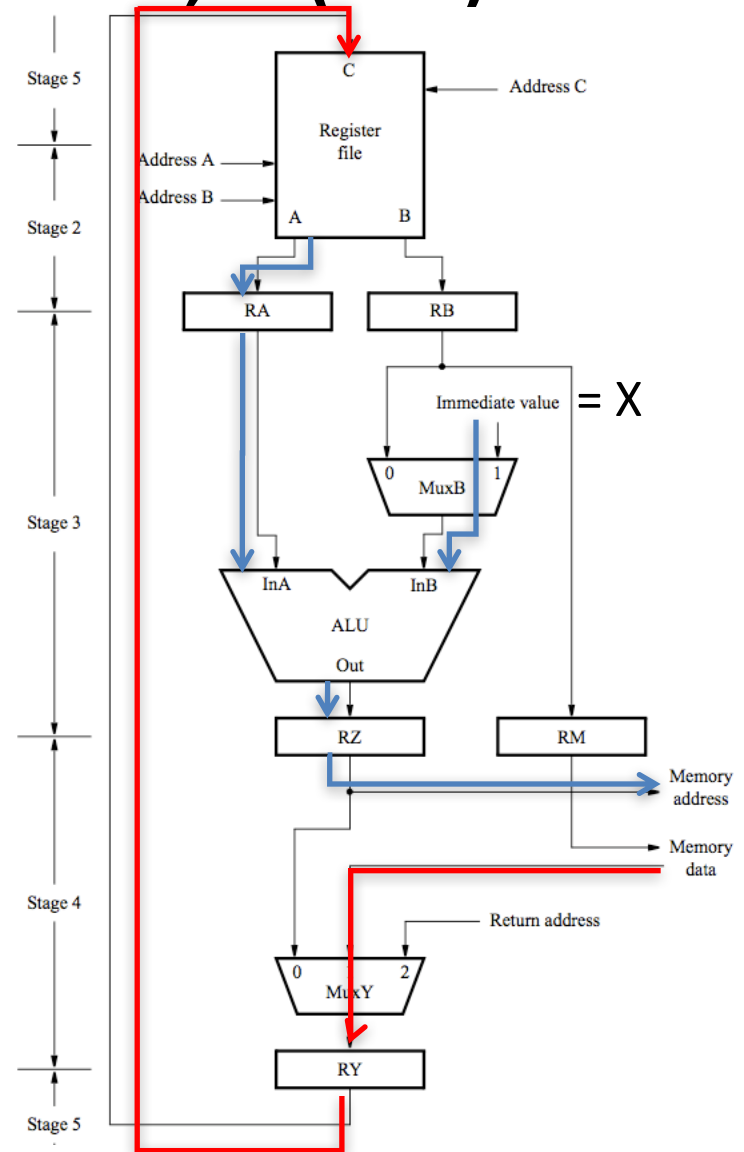 Stage 5
C
Address C
Register
file
Address A
Address B
A
B
Stage 2
RA
RB
Immediate value = X
0
1
MuxB
Stage 3
InA
InB
ALU
Out
RZ
RM
Memory
address
Memory
data
Stage 4
Return address
0
2
MuxY
RY
Stage 5